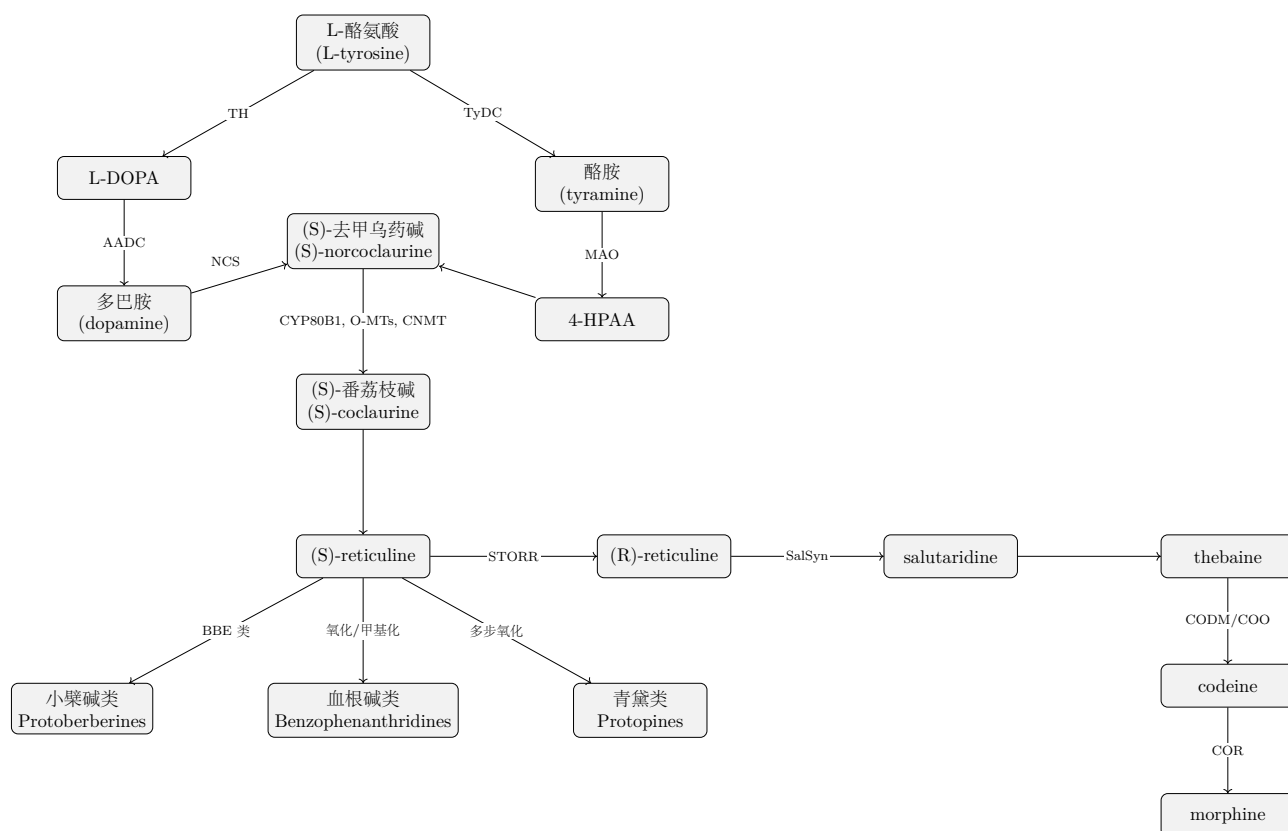 L-酪氨酸
(L-tyrosine)
TH
TyDC
L-DOPA
酪胺
(tyramine)
AADC
NCS
(S)-去甲乌药碱
(S)-norcoclaurine
MAO
多巴胺
(dopamine)
CYP80B1, O-MTs, CNMT
4-HPAA
(S)-番荔枝碱
(S)-coclaurine
(S)-reticuline
STORR
(R)-reticuline
SalSyn
salutaridine
thebaine
BBE 类
氧化/甲基化
多步氧化
CODM/COO
小檗碱类
Protoberberines
血根碱类
Benzophenanthridines
青黛类
Protopines
codeine
COR
morphine